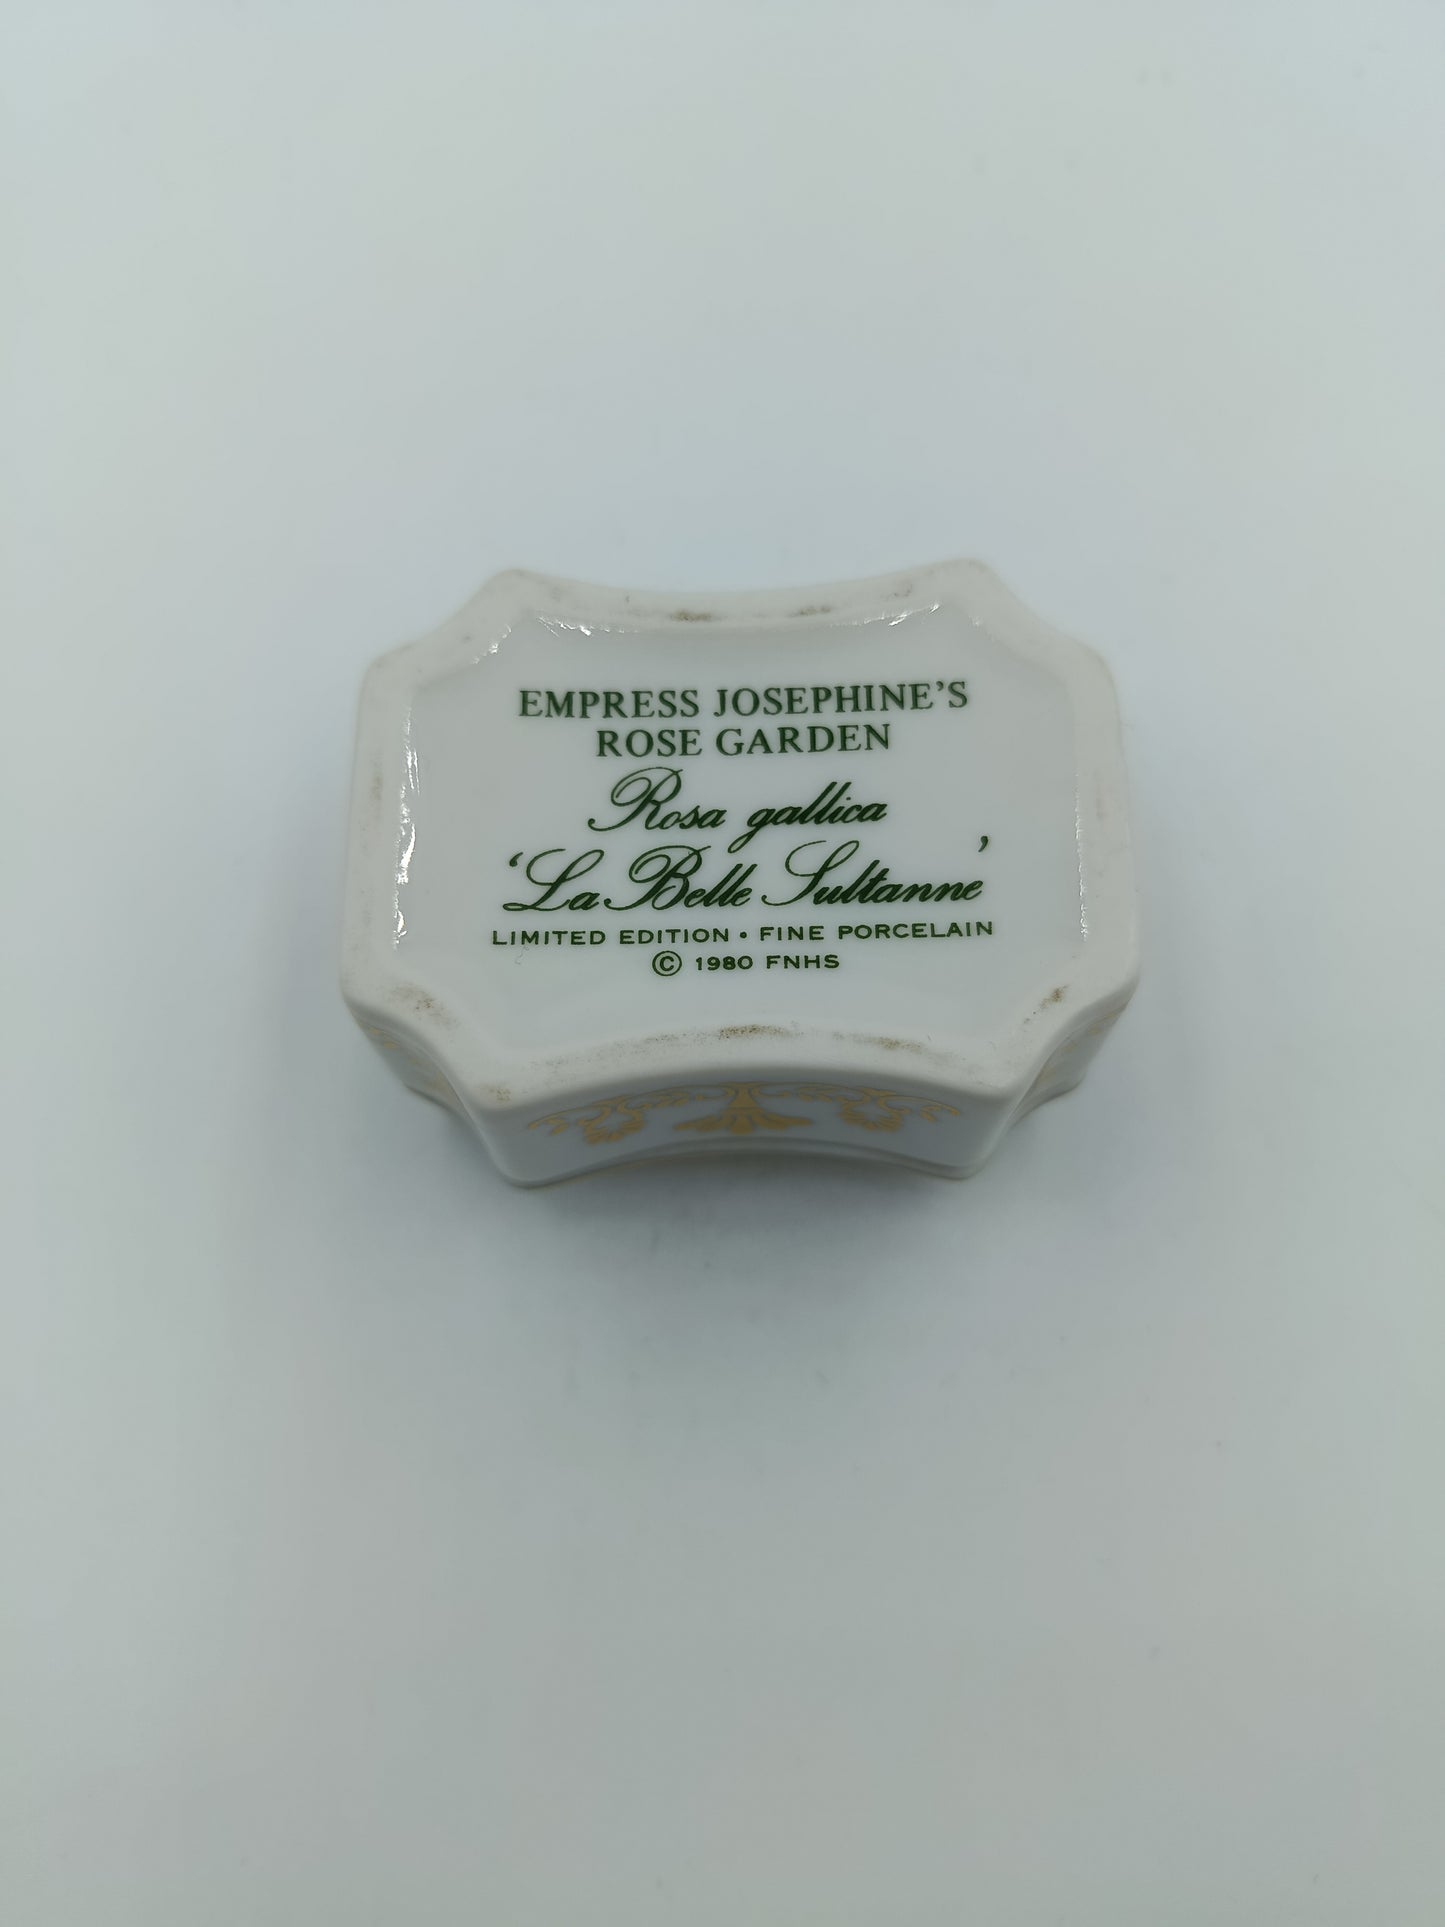 EMPRESS JOSEPHINE'S
ROSE GARDEN
Rosa gallica
‘La Belle Sultanne’
LIMITED EDITION • FINE PORCELAIN
© 1980 FNHS